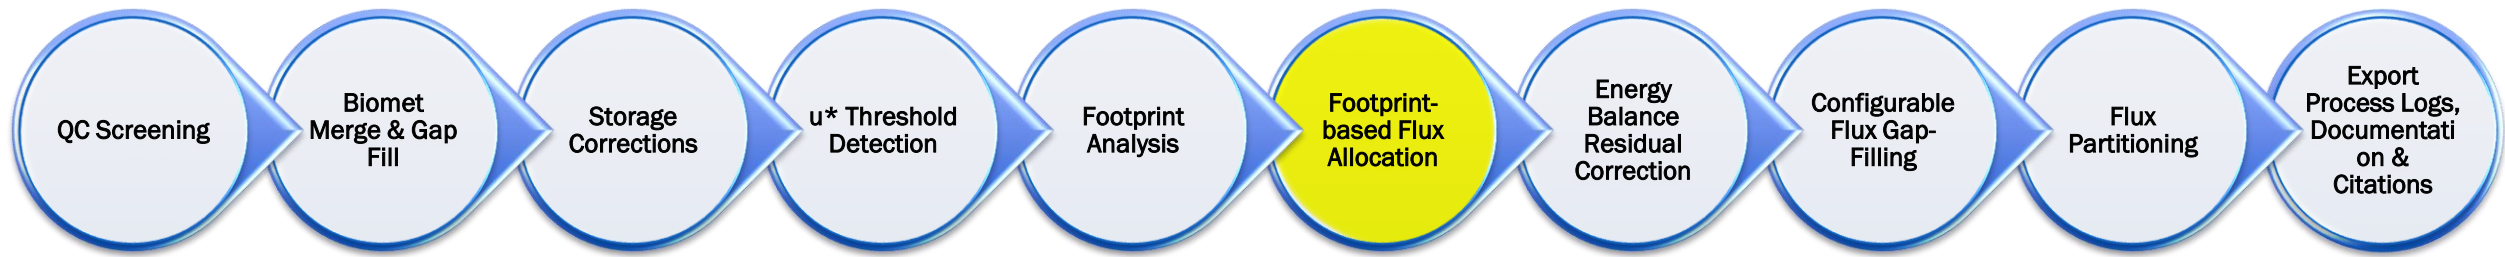 QC Screening
Biomet
Merge & Gap
Fill
Storage
Corrections
u* Threshold
Detection
Footprint
Analysis
Footprint-
based Flux
Allocation
Energy
Balance
Residual
Correction
Configurable
Flux Gap-
Filling
Flux
Partitioning
Export
Process Logs,
Documentati
on &
Citations